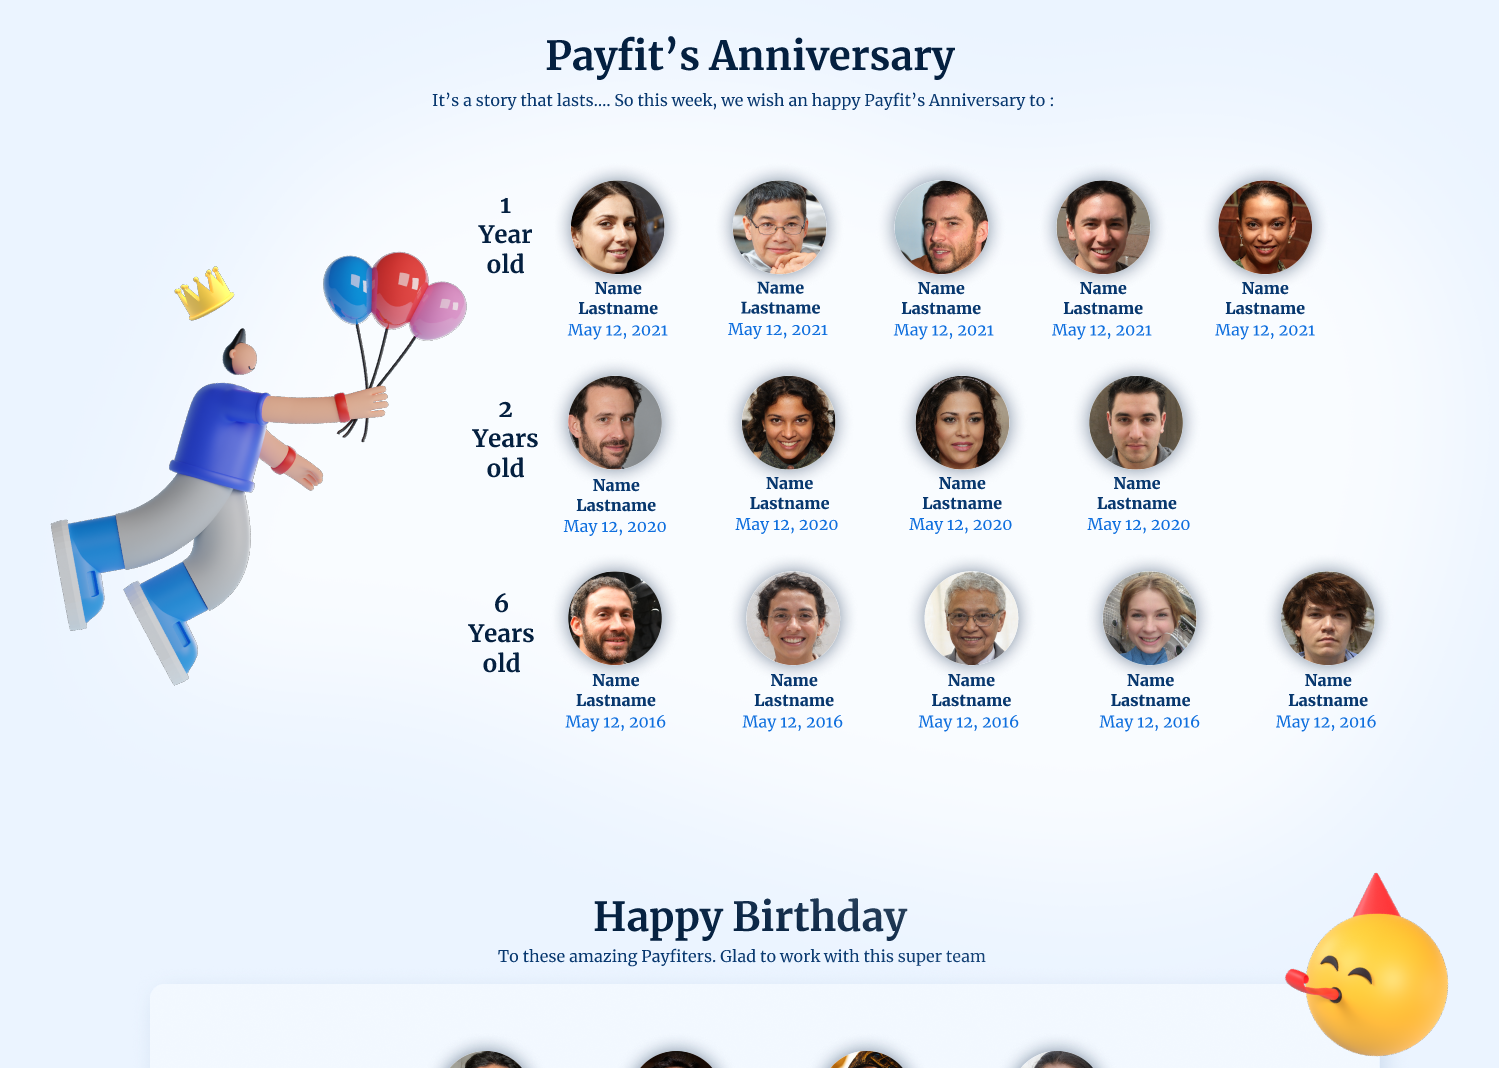 Payfit’s Anniversary
It’s a story that lasts.... So this week, we wish an happy Payfit’s Anniversary to :
1
Year
old
Name
Lastname
May 12, 2021
Name
Lastname
May 12, 2021
Name
Lastname
May 12, 2021
Name
Lastname
May 12, 2021
Name
Lastname
May 12, 2021
2
Years
old
Name
Lastname
May 12, 2020
Name
Lastname
May 12, 2020
Name
Lastname
May 12, 2020
Name
Lastname
May 12, 2020
6
Years
old
Name
Lastname
May 12, 2016
Name
Lastname
May 12, 2016
Name
Lastname
May 12, 2016
Name
Lastname
May 12, 2016
Name
Lastname
May 12, 2016
Happy Birthday
To these amazing Payfiters. Glad to work with this super team